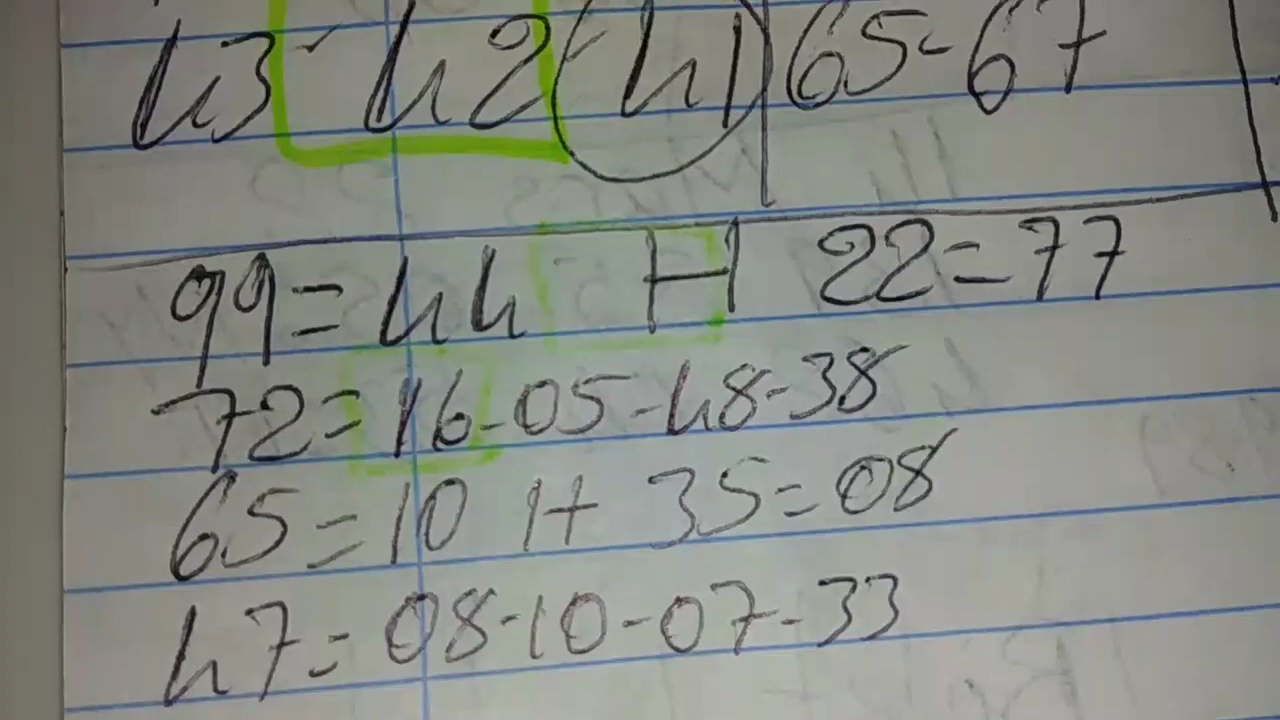 43 - 42 (41) 65 - 67
99 = 44 H 22 = 77
72 = 16 - 05 - 48 - 38
65 = 10 1+ 35 = 08
47 = 08 - 10 - 07 - 33